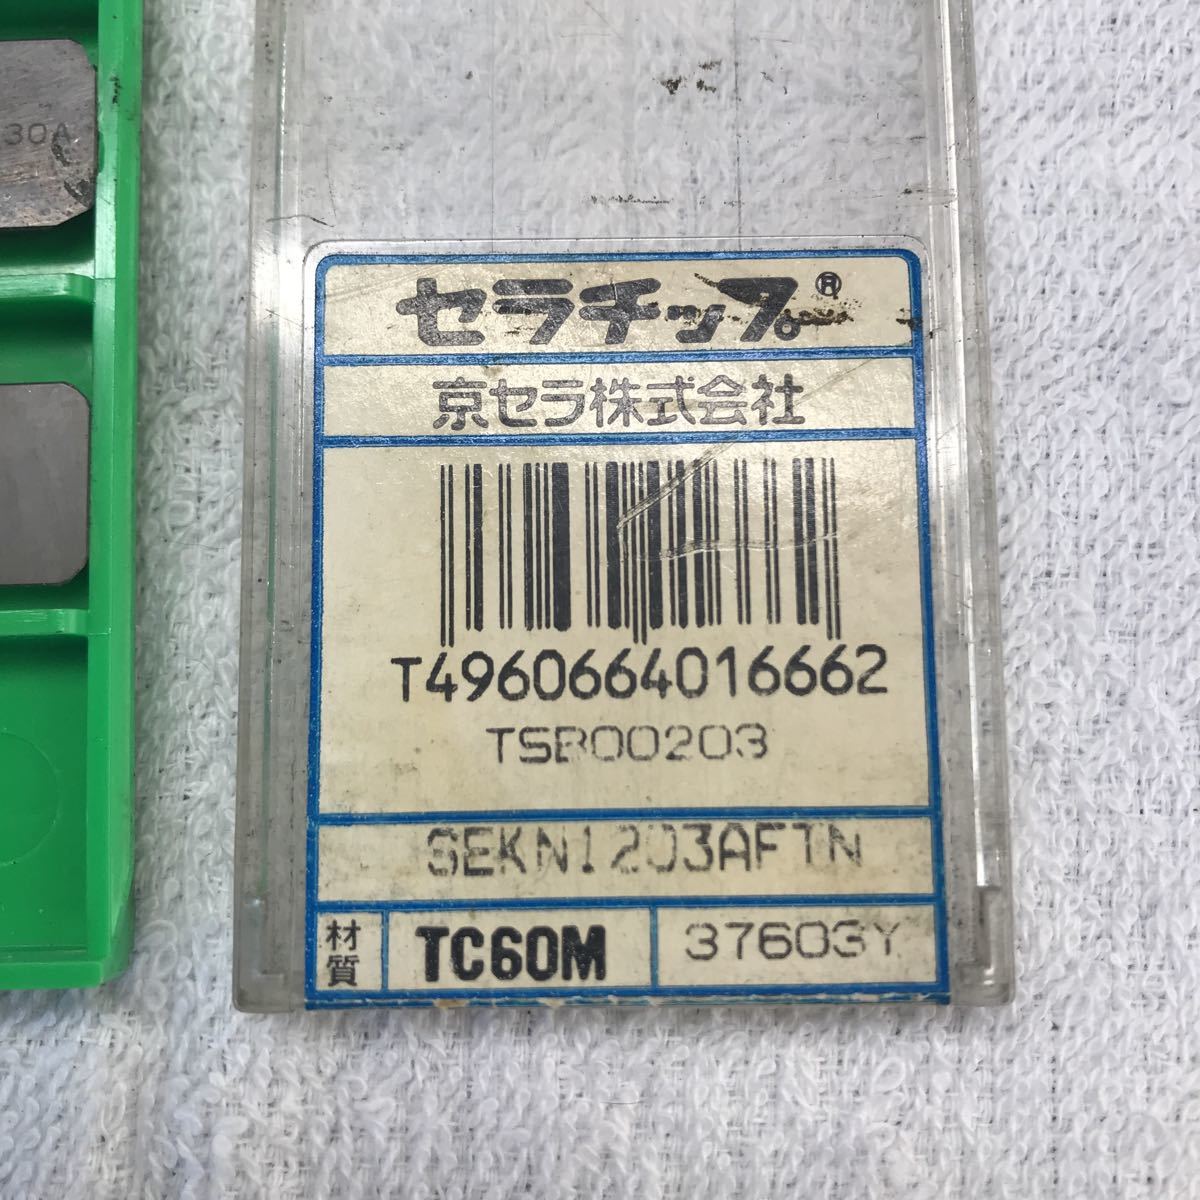 30A
セラチップ®
京セラ株式会社
T4960664016662
TSB00203
SEKN1203AFTN
材質 TC60M 37603Y